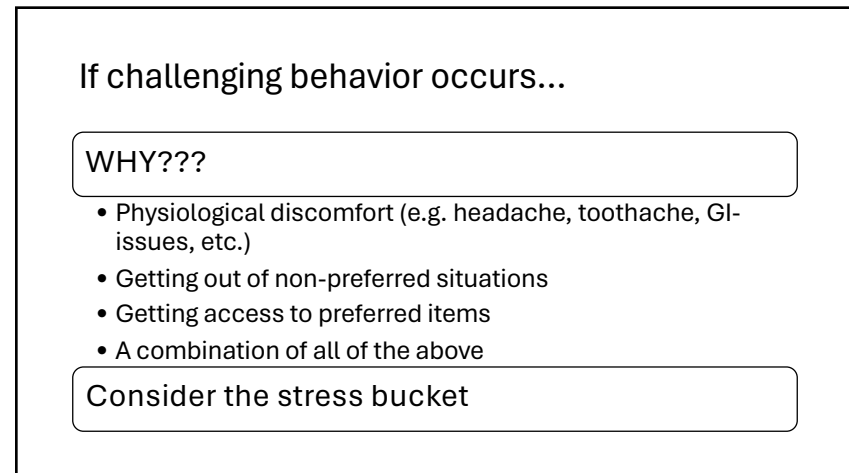 If challenging behavior occurs...
WHY???
• Physiological discomfort (e.g. headache, toothache, GI-
issues, etc.)
• Getting out of non-preferred situations
• Getting access to preferred items
• A combination of all of the above
Consider the stress bucket